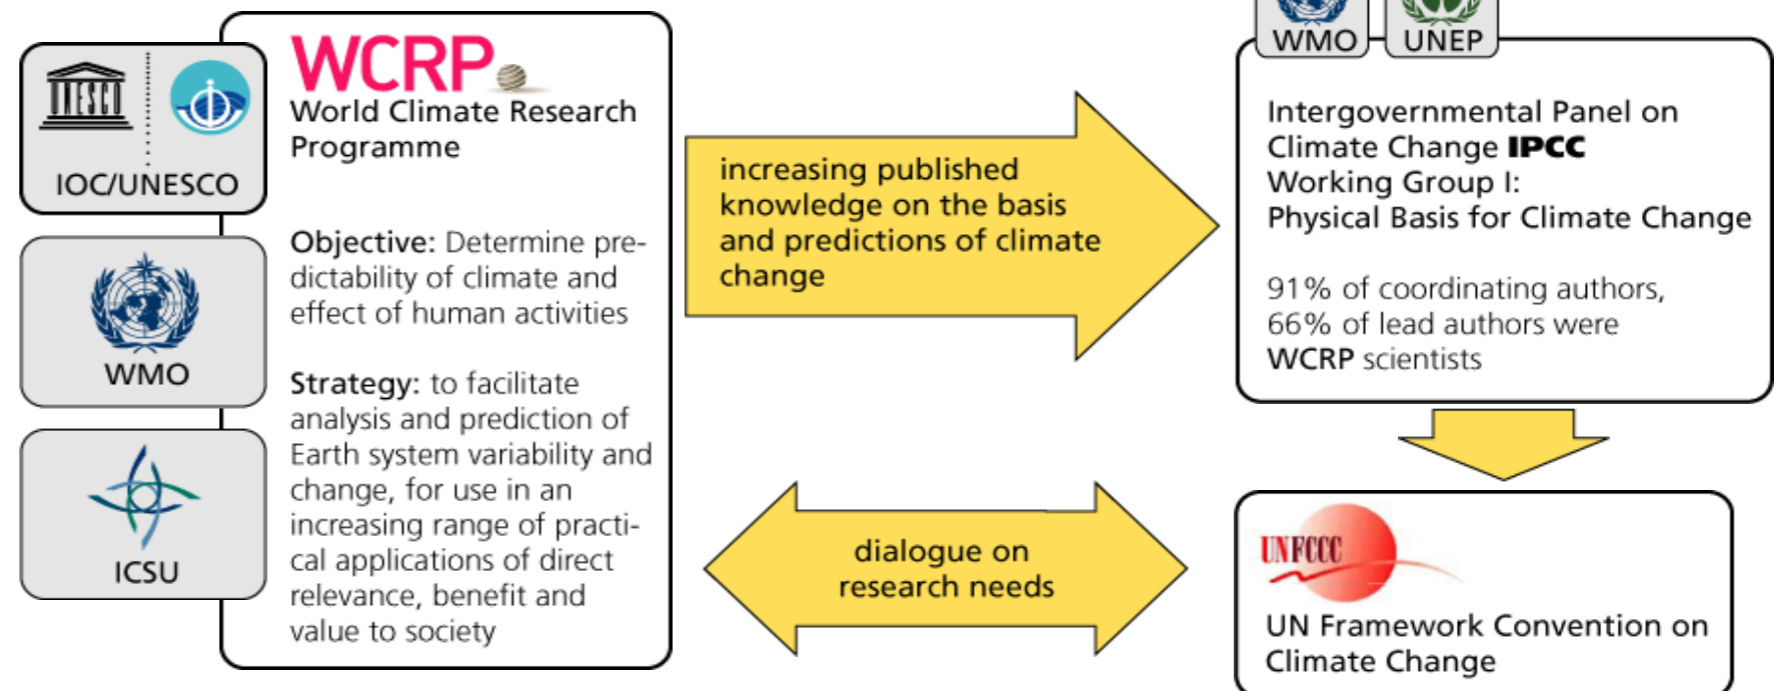 UNESCO
IOC/UNESCO
WMO
ICSU
WCRP
World Climate Research
Programme
Objective: Determine pre-
dictability of climate and
effect of human activities
Strategy: to facilitate
analysis and prediction of
Earth system variability and
change, for use in an
increasing range of practi-
cal applications of direct
relevance, benefit and
value to society
increasing published
knowledge on the basis
and predictions of climate
change
dialogue on
research needs
WMO
UNEP
Intergovernmental Panel on
Climate Change IPCC
Working Group I:
Physical Basis for Climate Change
91% of coordinating authors,
66% of lead authors were
WCRP scientists
UNFCCC
UN Framework Convention on
Climate Change